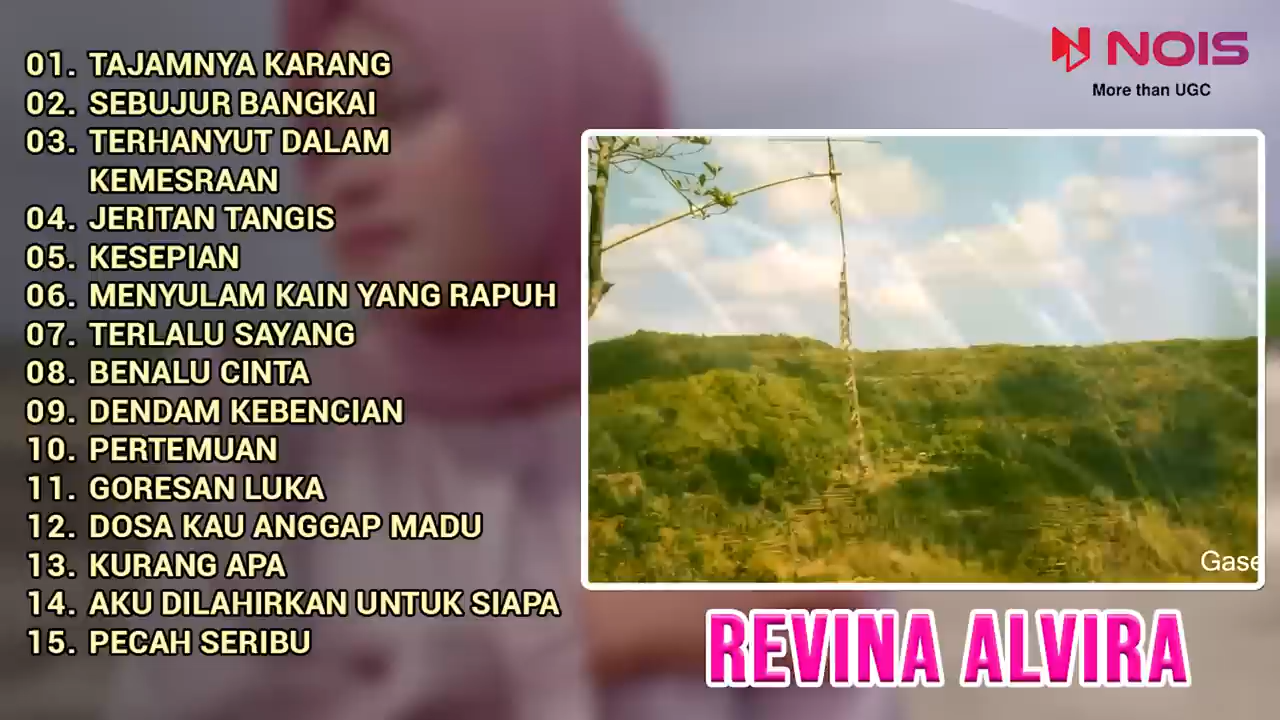 01. TAJAMNYA KARANG
02. SEBUJUR BANGKAI
03. TERHANYUT DALAM
KEMESRAAN
04. JERITAN TANGIS
05. KESEPIAN
06. MENYULAM KAIN YANG RAPUH
07. TERLALU SAYANG
08. BENALU CINTA
09. DENDAM KEBENCIAN
10. PERTEMUAN
11. GORESAN LUKA
12. DOSA KAU ANGGAP MADU
13. KURANG APA
14. AKU DILAHIRKAN UNTUK SIAPA
15. PECAH SERIBU
NOIS
More than UGC
Gase
REVINA ALVIRA